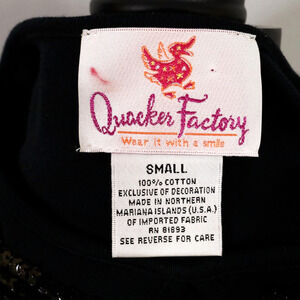 Quacker Factory
Wear it with a smile
SMALL
100% COTTON
EXCLUSIVE OF DECORATION
MADE IN NORTHERN
MARIANA ISLANDS (U.S.A.)
OF IMPORTED FABRIC
RN 81893
SEE REVERSE FOR CARE